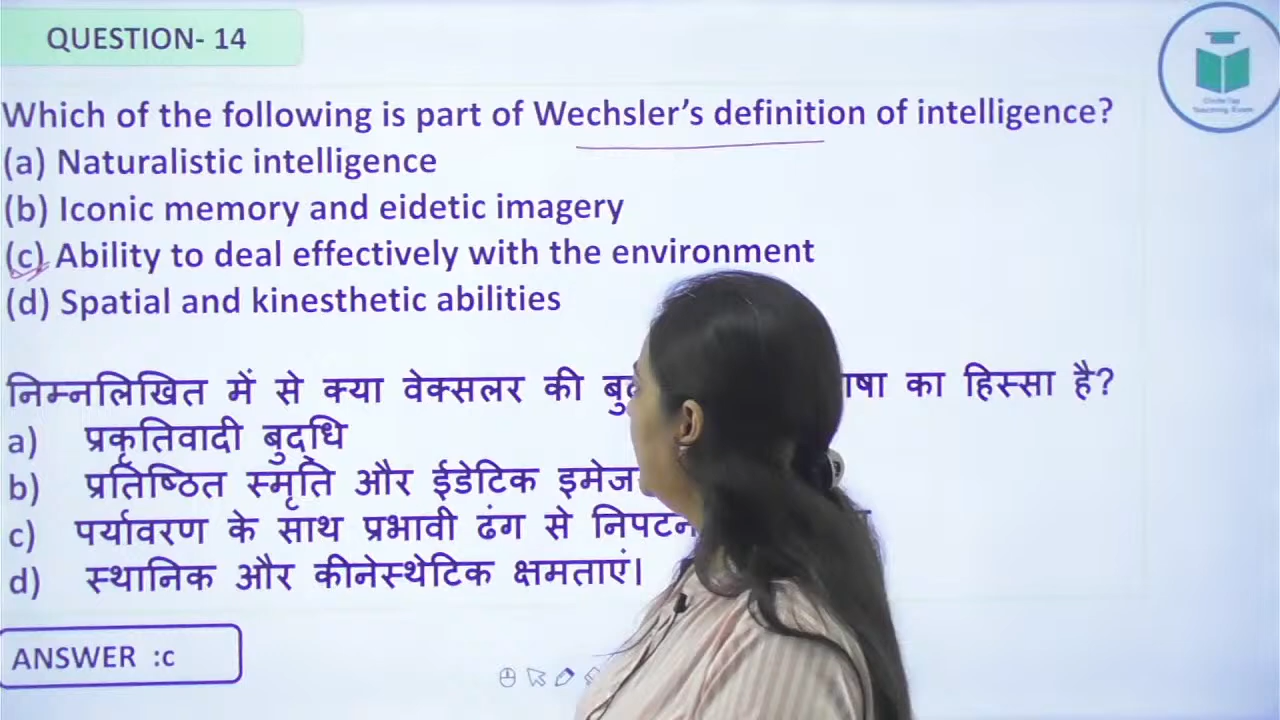 QUESTION- 14
Which of the following is part of Wechsler's definition of intelligence?
(a) Naturalistic intelligence
(b) Iconic memory and eidetic imagery
(c) Ability to deal effectively with the environment
(d) Spatial and kinesthetic abilities
निम्नलिखित में से क्या वेक्सलर की का हिस्सा है?
a) प्रकृतिवादी बुद्धि
b) प्रतिष्ठित स्मृति और ईडेटिक
c) पर्यावरण के साथ प्रभावी ढंग से
d) स्थानिक और कीनेस्थेटिक क्षमताएं।
ANSWER :c